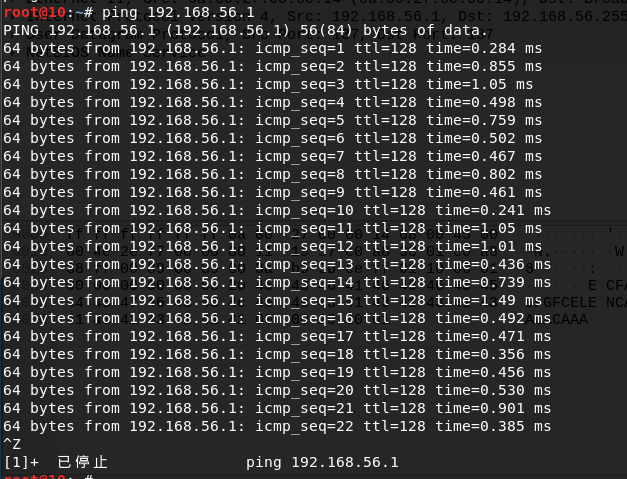 root@10:~# ping 192.168.56.1
PING 192.168.56.1 (192.168.56.1) 56(84) bytes of data.
64 bytes from 192.168.56.1: icmp_seq=1 ttl=128 time=0.284 ms
64 bytes from 192.168.56.1: icmp_seq=2 ttl=128 time=0.855 ms
64 bytes from 192.168.56.1: icmp_seq=3 ttl=128 time=1.05 ms
64 bytes from 192.168.56.1: icmp_seq=4 ttl=128 time=0.498 ms
64 bytes from 192.168.56.1: icmp_seq=5 ttl=128 time=0.759 ms
64 bytes from 192.168.56.1: icmp_seq=6 ttl=128 time=0.502 ms
64 bytes from 192.168.56.1: icmp_seq=7 ttl=128 time=0.467 ms
64 bytes from 192.168.56.1: icmp_seq=8 ttl=128 time=0.802 ms
64 bytes from 192.168.56.1: icmp_seq=9 ttl=128 time=0.461 ms
64 bytes from 192.168.56.1: icmp_seq=10 ttl=128 time=0.241 ms
64 bytes from 192.168.56.1: icmp_seq=11 ttl=128 time=1.05 ms
64 bytes from 192.168.56.1: icmp_seq=12 ttl=128 time=1.01 ms
64 bytes from 192.168.56.1: icmp_seq=13 ttl=128 time=0.436 ms
64 bytes from 192.168.56.1: icmp_seq=14 ttl=128 time=0.739 ms
64 bytes from 192.168.56.1: icmp_seq=15 ttl=128 time=1.49 ms
64 bytes from 192.168.56.1: icmp_seq=16 ttl=128 time=0.492 ms
64 bytes from 192.168.56.1: icmp_seq=17 ttl=128 time=0.471 ms
64 bytes from 192.168.56.1: icmp_seq=18 ttl=128 time=0.356 ms
64 bytes from 192.168.56.1: icmp_seq=19 ttl=128 time=0.456 ms
64 bytes from 192.168.56.1: icmp_seq=20 ttl=128 time=0.530 ms
64 bytes from 192.168.56.1: icmp_seq=21 ttl=128 time=0.901 ms
64 bytes from 192.168.56.1: icmp_seq=22 ttl=128 time=0.385 ms
^Z
[1]+  已停止                 ping 192.168.56.1
root@10:~#